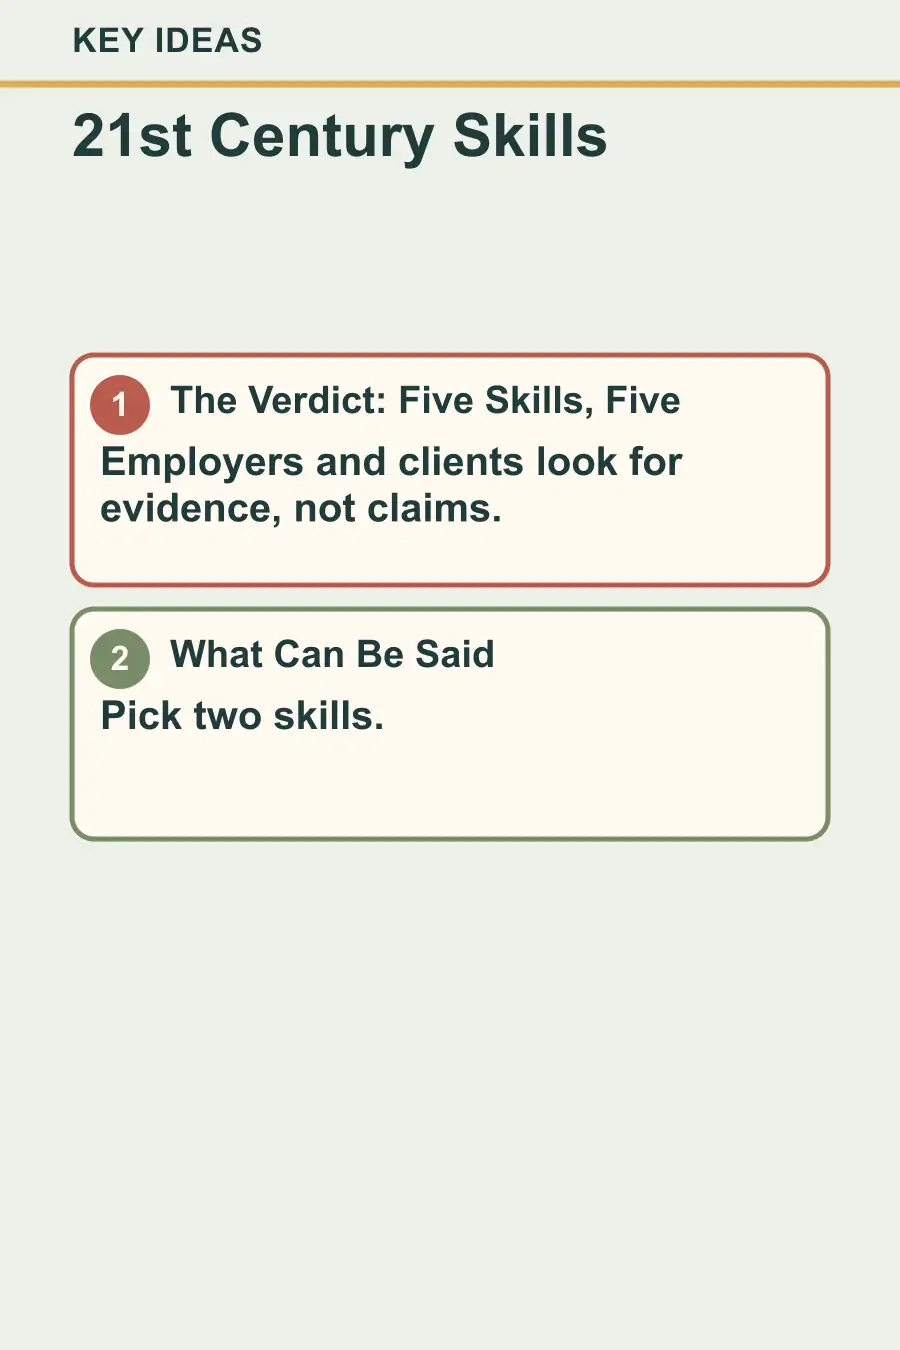 KEY IDEAS
21st Century Skills
1 The Verdict: Five Skills, Five
Employers and clients look for
evidence, not claims.
2 What Can Be Said
Pick two skills.